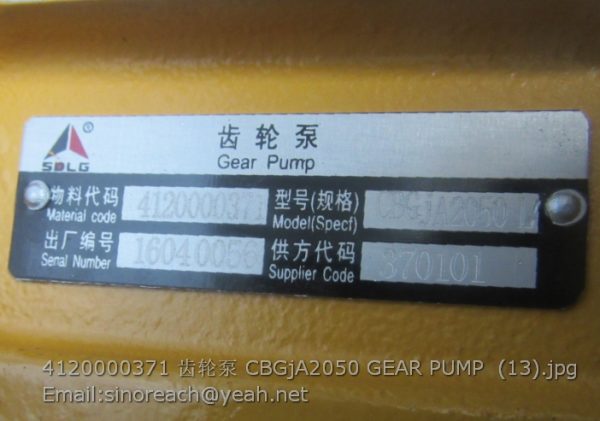 SDLG ®
齿轮泵
Gear Pump
物料代码 4120000371 型号(规格)
Material code Model(Specf)
出厂编号 16040056 供方代码 370101
Serial Number Supplier Code
4120000371 齿轮泵 CBGjA2050 GEAR PUMP (13).jpg
Email:sinoreach@yeah.net